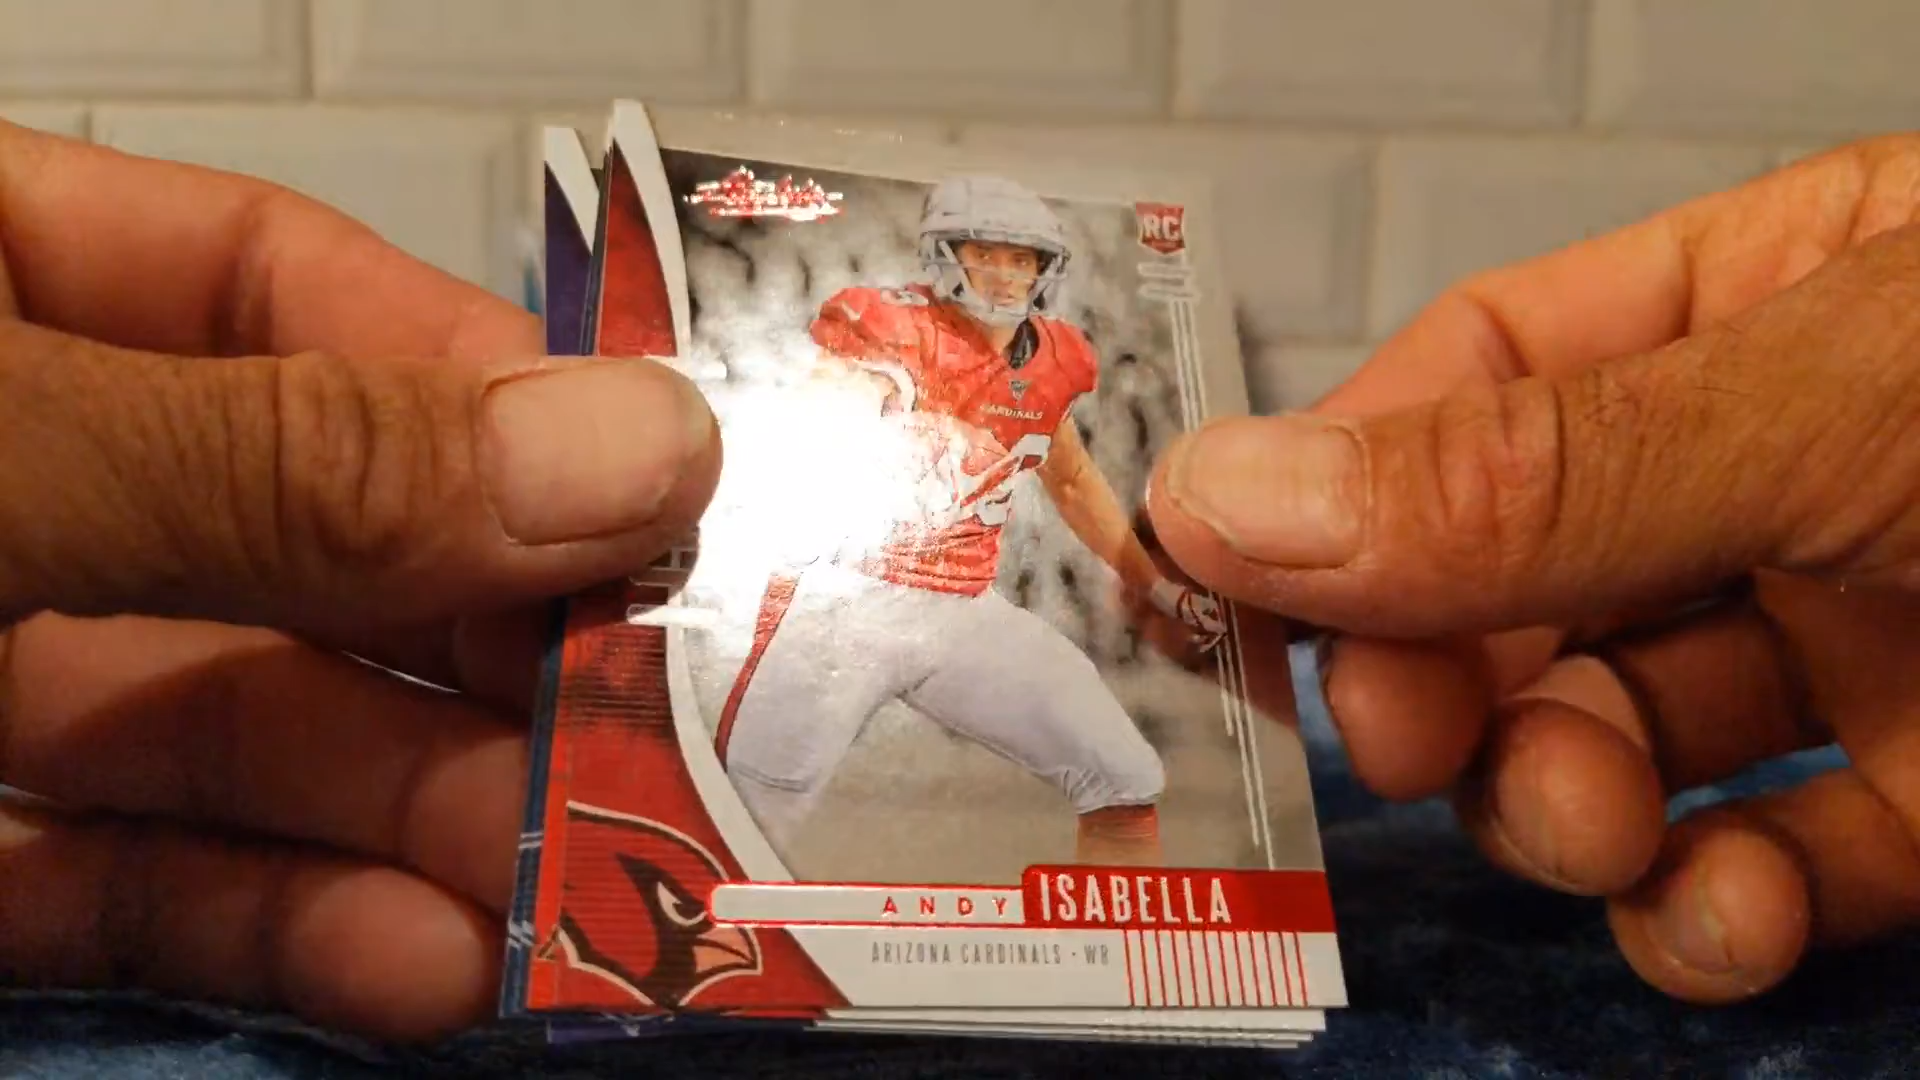 RC
CARDINALS
ANDY ISABELLA
ARIZONA CARDINALS · WR